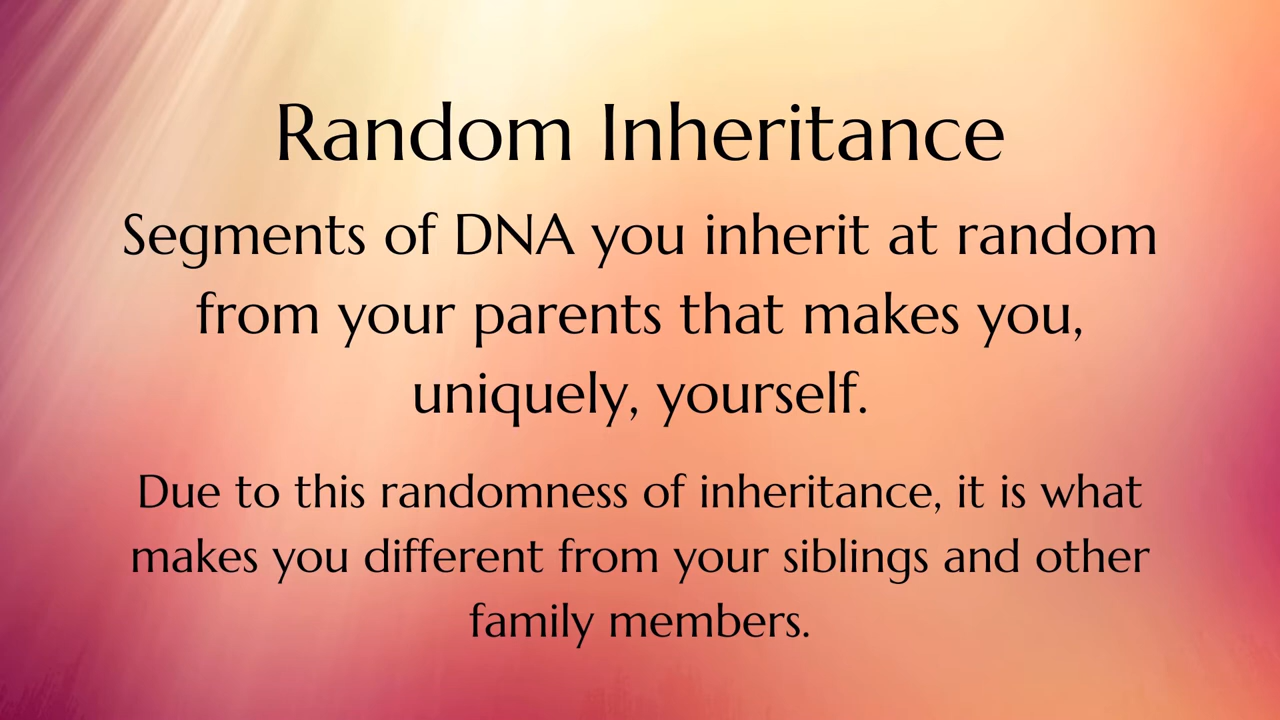 Random Inheritance
Segments of DNA you inherit at random
from your parents that makes you,
uniquely, yourself.
Due to this randomness of inheritance, it is what
makes you different from your siblings and other
family members.